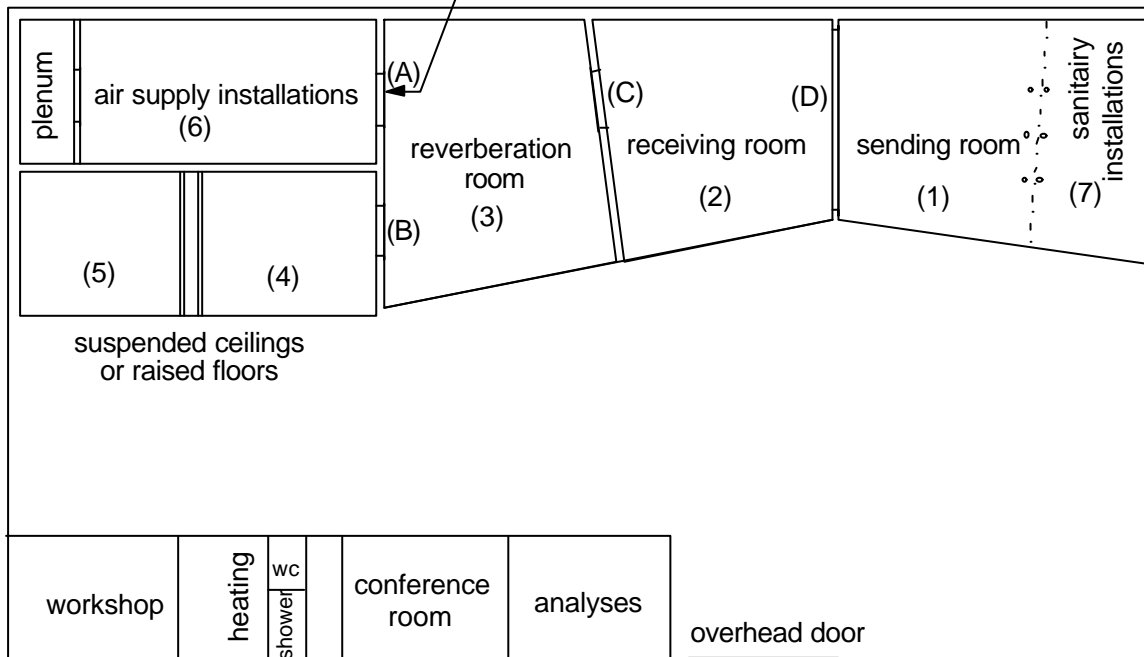 plenum
air supply installations
(6)
(A)
reverberation
room
(3)
(C)
receiving room
(2)
(D)
sending room
(1)
sanitairy
installations
(7)
(B)
(5)
(4)
suspended ceilings
or raised floors
workshop
heating
wc
shower
conference
room
analyses
overhead door